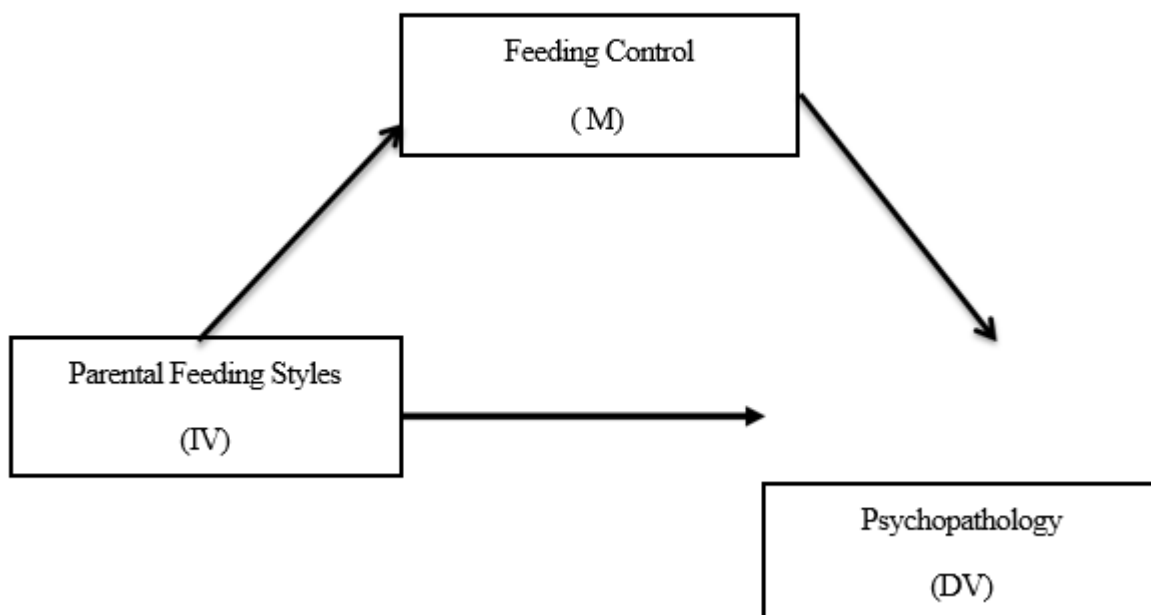 Feeding Control
( M)
Parental Feeding Styles
(IV)
Psychopathology
(DV)